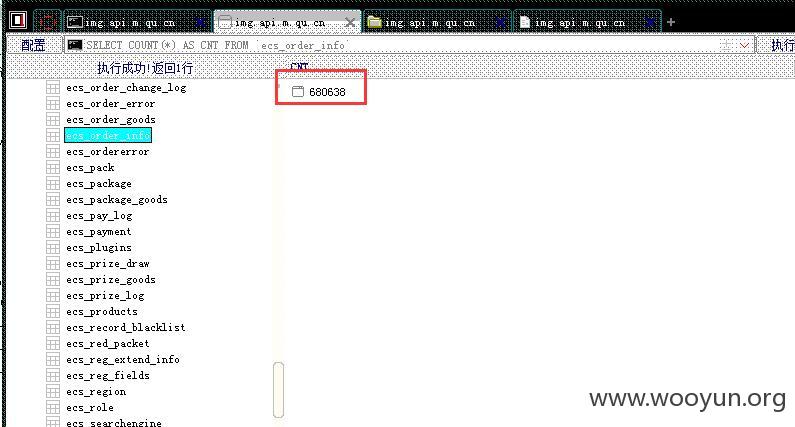 img.api.m.qu.cn img.api.m.qu.cn img.api.m.qu.cn img.api.m.qu.cn
配置 SELECT COUNT(*) AS CNT FROM `ecs_order_info` 执行
执行成功!返回1行 CNT
680638
ecs_order_change_log
ecs_order_error
ecs_order_goods
ecs_order_info
ecs_ordererror
ecs_pack
ecs_package
ecs_package_goods
ecs_pay_log
ecs_payment
ecs_plugins
ecs_prize_draw
ecs_prize_goods
ecs_prize_log
ecs_products
ecs_record_blacklist
ecs_red_packet
ecs_reg_extend_info
ecs_reg_fields
ecs_region
ecs_role
ecs_searchengine
www.wooyun.org